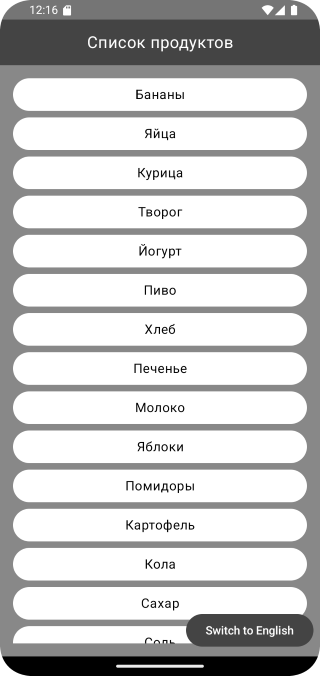 12:16
Список продуктов
Бананы
Яйца
Курица
Творог
Йогурт
Пиво
Хлеб
Печенье
Молоко
Яблоки
Помидоры
Картофель
Кола
Сахар
Соль
Switch to English